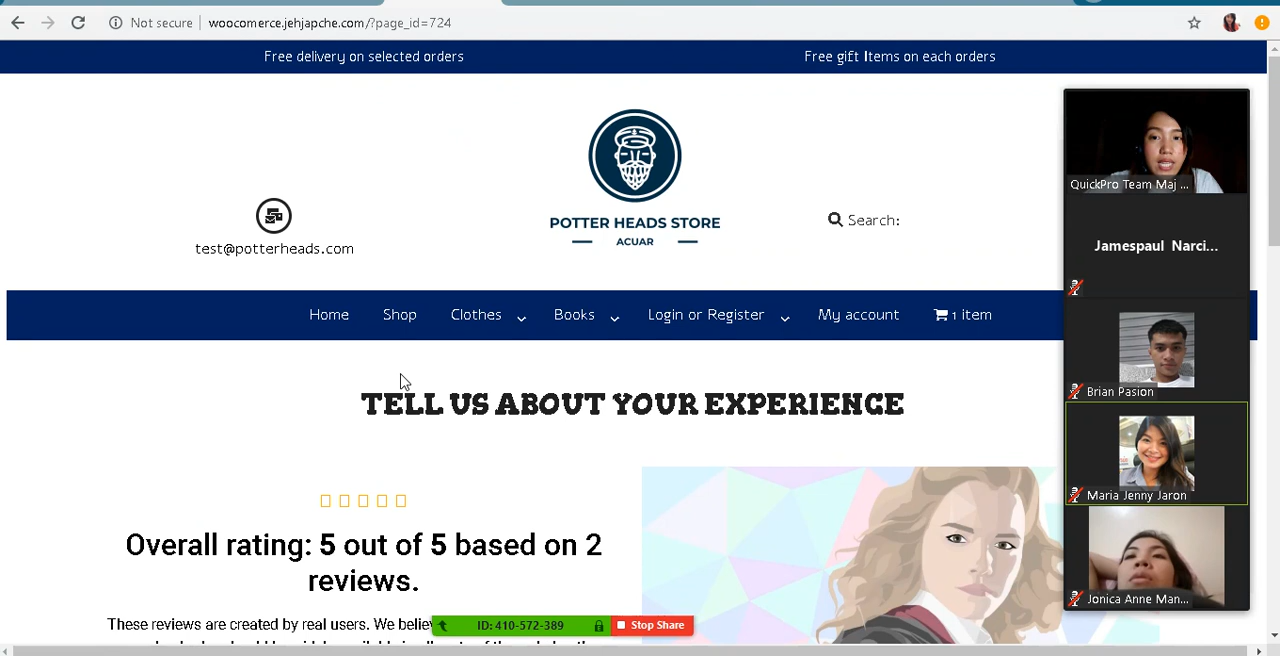 Not secure | woocomerce.jehjapche.com/?page_id=724
Free delivery on selected orders
Free gift Items on each orders
POTTER HEADS STORE
ACUAR
test@potterheads.com
Search:
Home
Shop
Clothes
Books
Login or Register
My account
1 item
TELL US ABOUT YOUR EXPERIENCE
Overall rating: 5 out of 5 based on 2
reviews.
These reviews are created by real users. We believ
ID: 410-572-389
Stop Share
QuickPro Team Maj ...
Jamespaul Narci...
Brian Pasion
Maria Jenny Jaron
Jonica Anne Man...